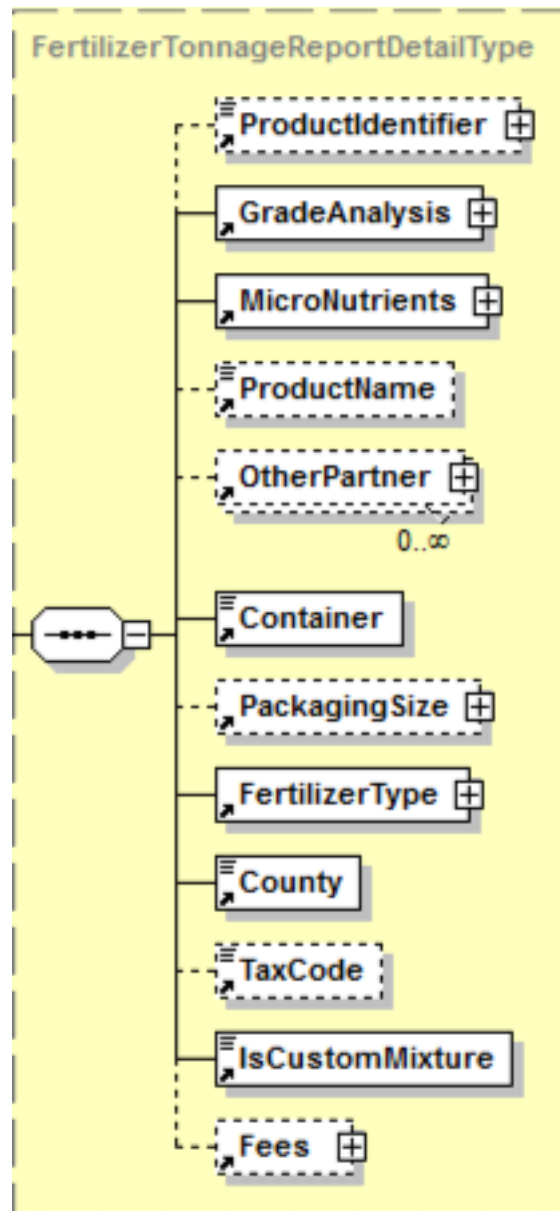 FertilizerTonnageReportDetailType
ProductIdentifier
GradeAnalysis
MicroNutrients
ProductName
OtherPartner
0..∞
Container
PackagingSize
FertilizerType
County
TaxCode
IsCustomMixture
Fees